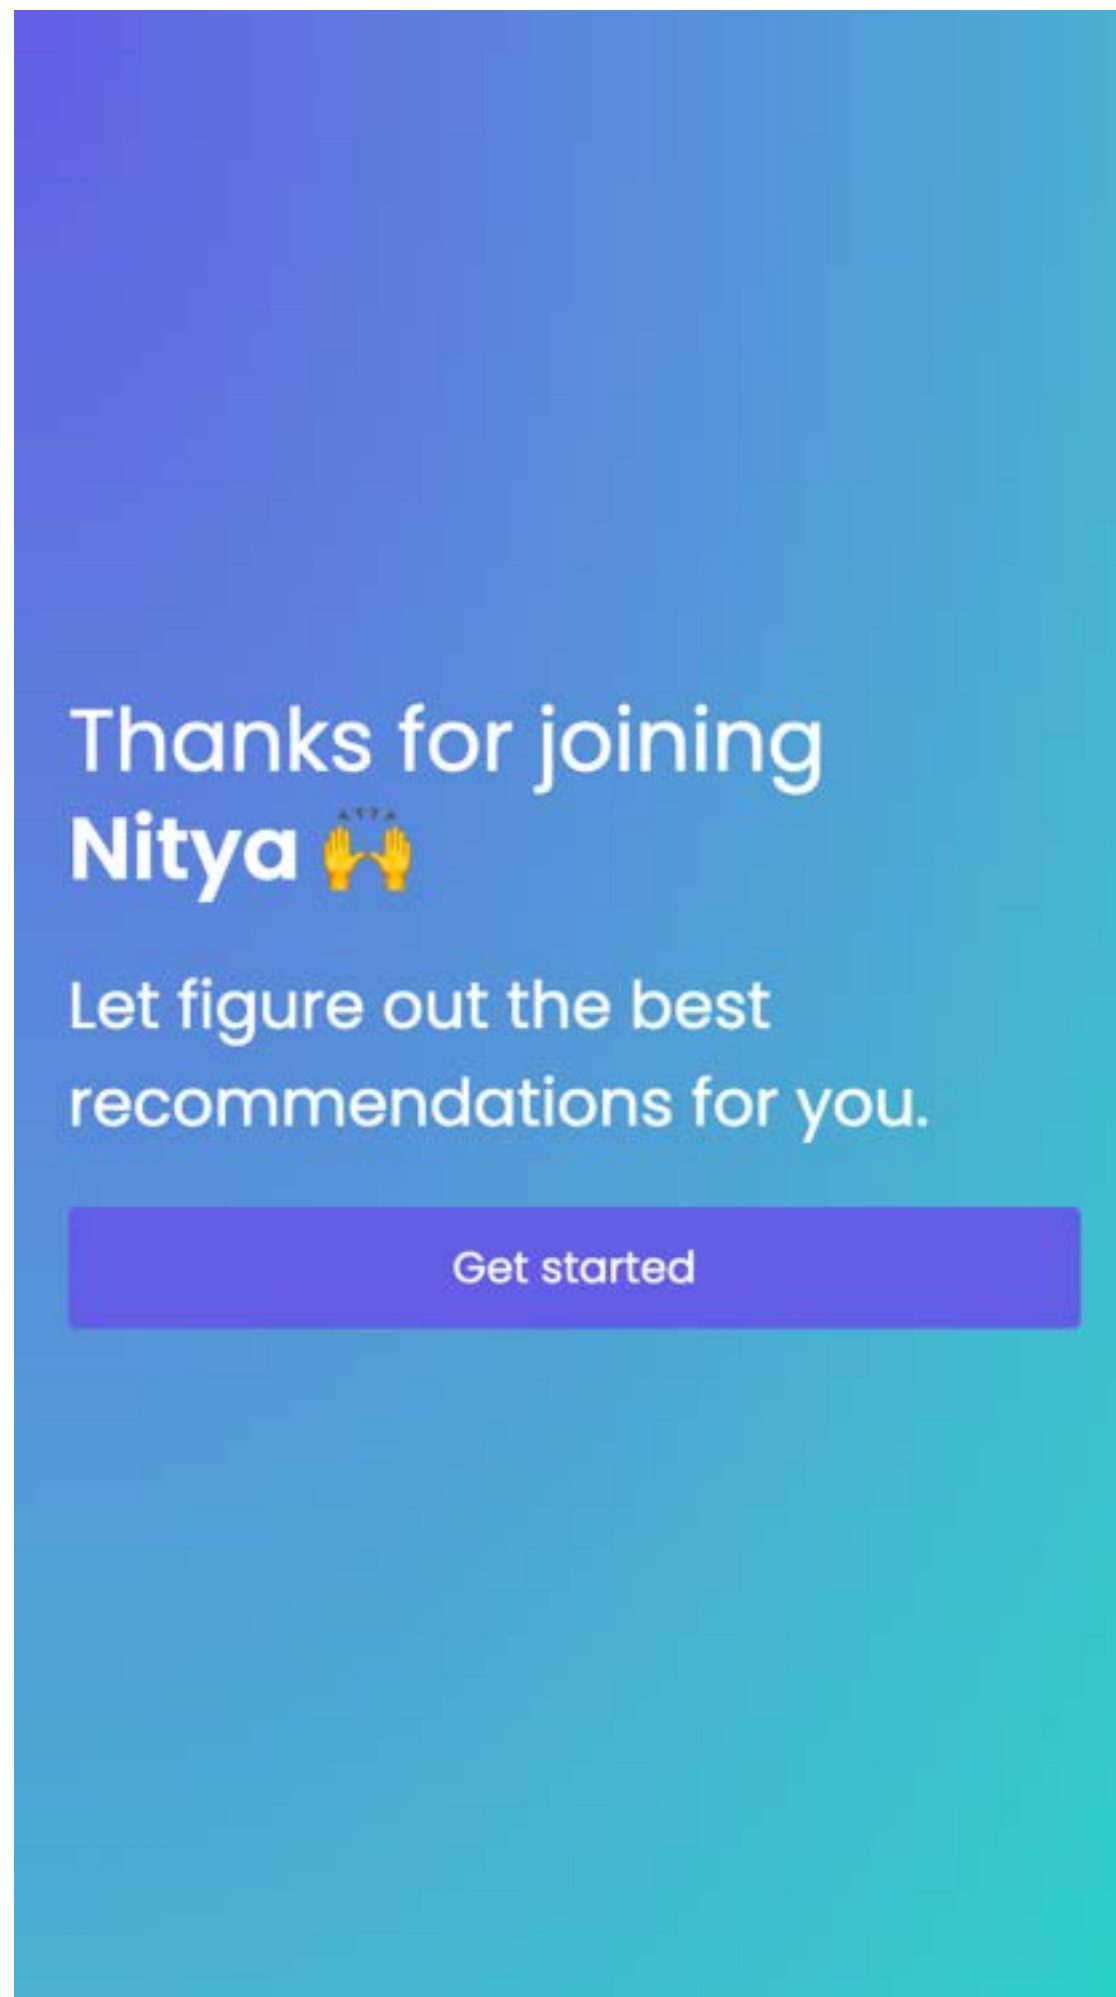 Thanks for joining
Nitya 🙌
Let figure out the best
recommendations for you.
Get started